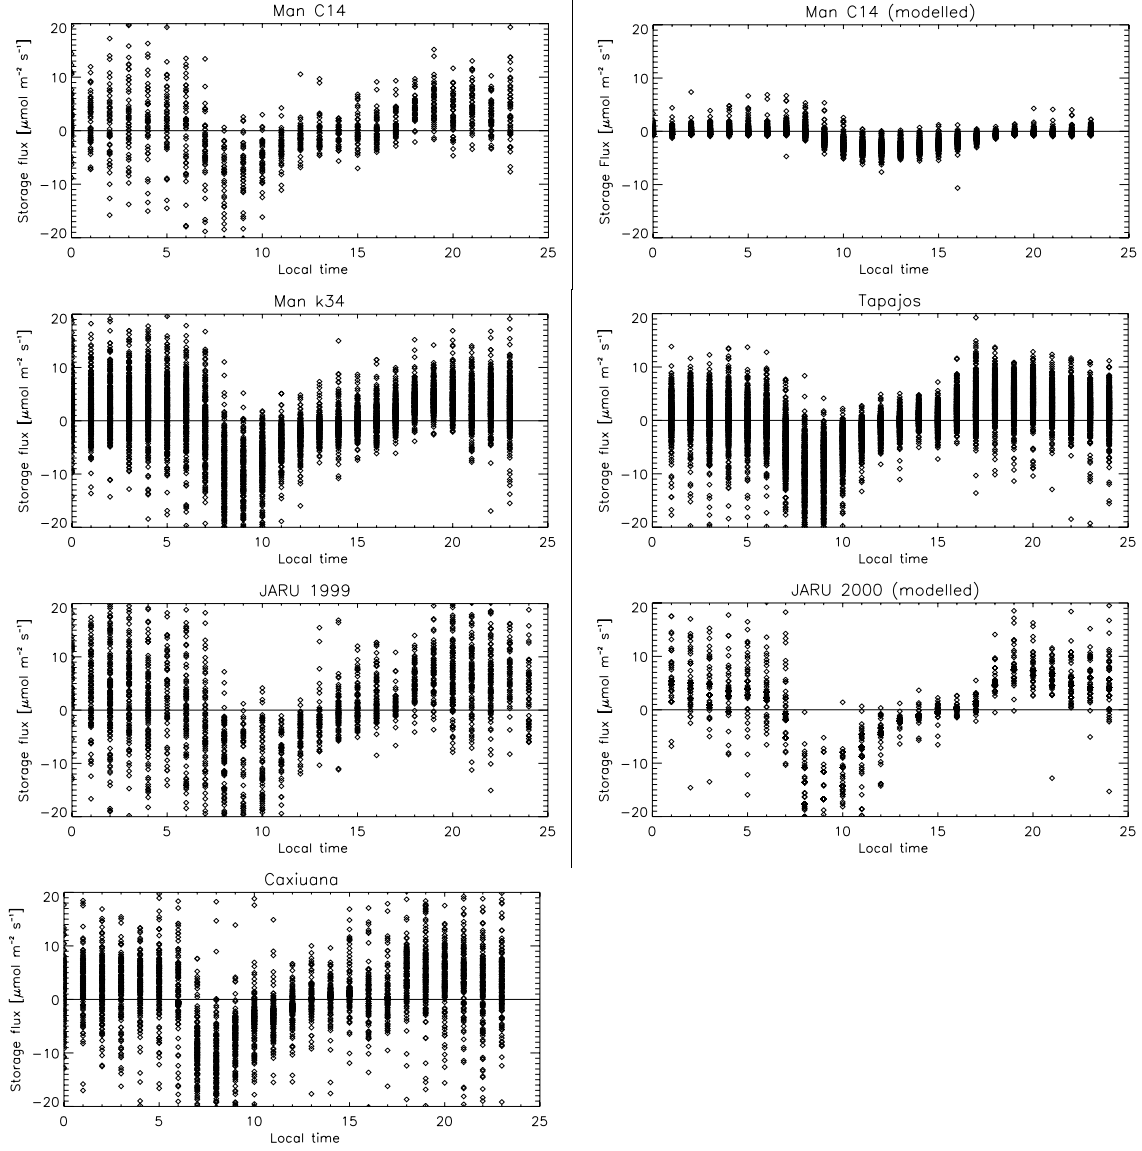 Man C14
Storage flux [μmol m⁻² s⁻¹]
20
10
0
−10
−20
0 5 10 15 20 25
Local time
Man C14 (modelled)
Storage Flux [μmol m⁻² s⁻¹]
20
10
0
−10
−20
0 5 10 15 20 25
Local time
Man k34
Storage flux [μmol m⁻² s⁻¹]
20
10
0
−10
−20
0 5 10 15 20 25
Local time
Tapajos
Storage flux [μmol m⁻² s⁻¹]
20
10
0
−10
−20
0 5 10 15 20 25
Local time
JARU 1999
Storage flux [μmol m⁻² s⁻¹]
20
10
0
−10
−20
0 5 10 15 20 25
Local time
JARU 2000 (modelled)
Storage flux [μmol m⁻² s⁻¹]
20
10
0
−10
−20
0 5 10 15 20 25
Local time
Caxiuana
Storage flux [μmol m⁻² s⁻¹]
20
10
0
−10
−20
0 5 10 15 20 25
Local time